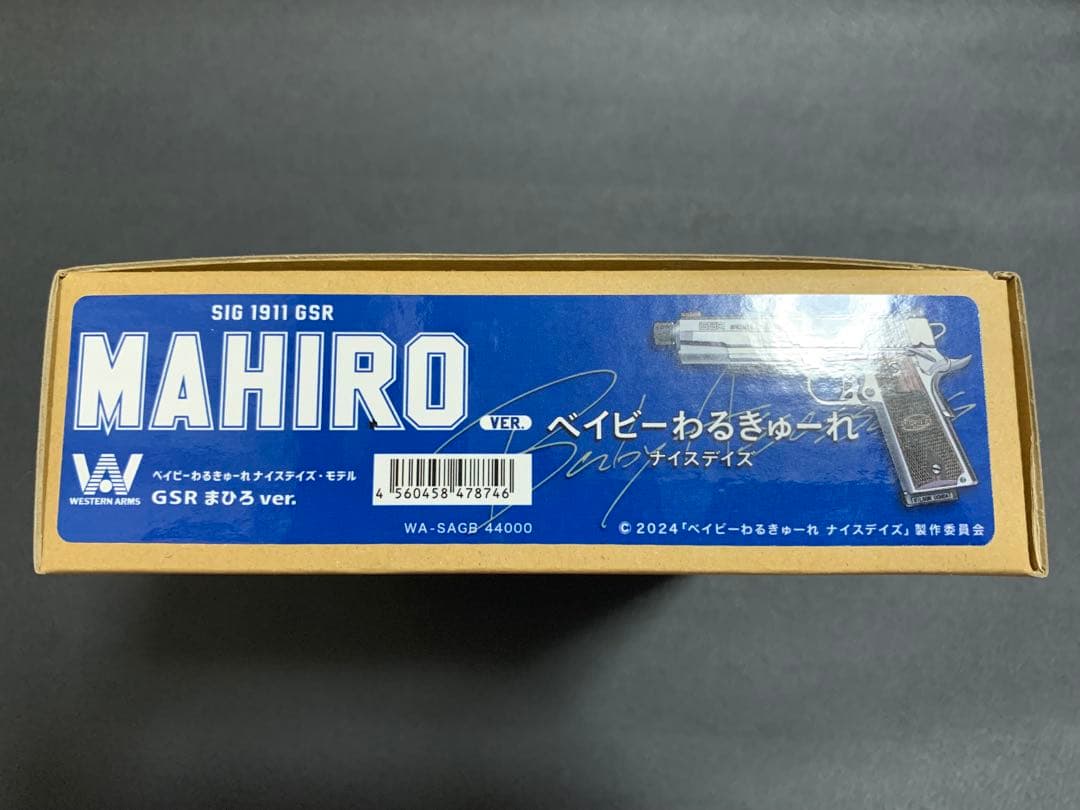 SIG 1911 GSR
MAHIRO
VER.
ベイビーわるきゅーれ
ナイスデイズ
WESTERN ARMS
ベイビーわるきゅーれ ナイスデイズ・モデル
GSR まひろ ver.
4 560458 478746
WA-SAGB 44000
© 2024「ベイビーわるきゅーれ ナイスデイズ」製作委員会